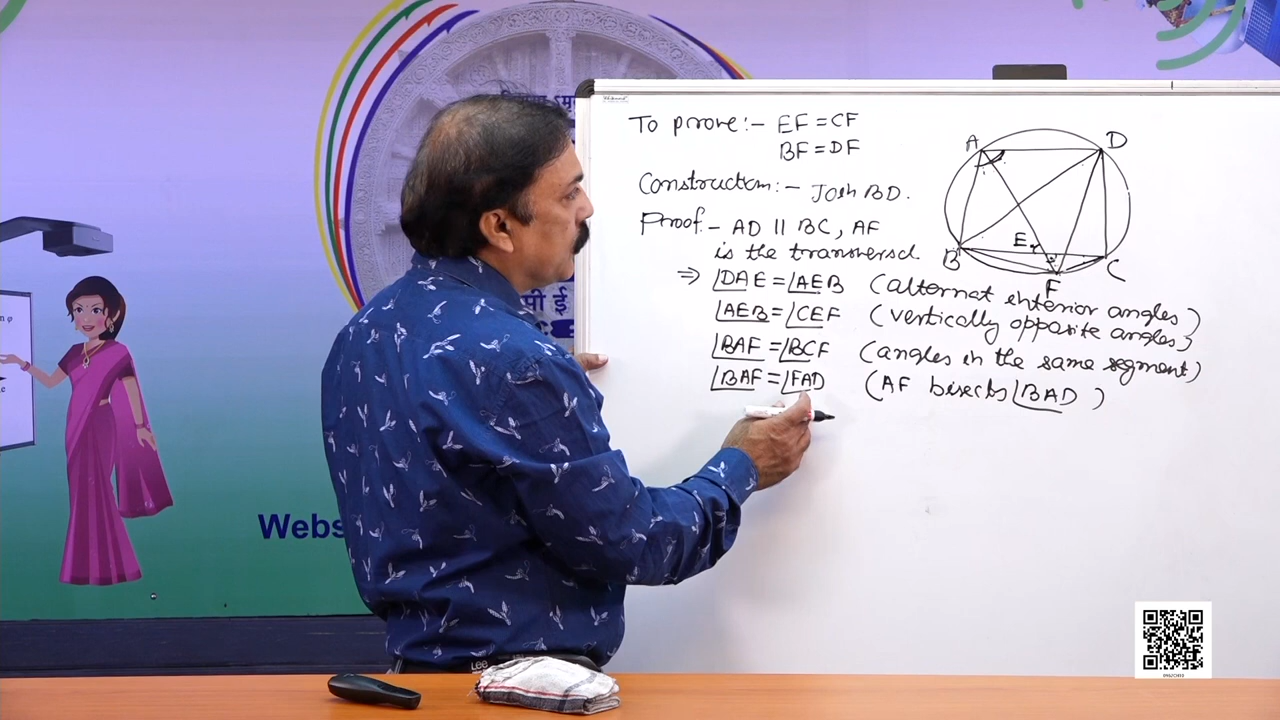 To prove:- EF = CF
BF = DF
Construction:- Join BD.
Proof:- AD || BC, AF
is the transversal.
⇒ ∠DAE = ∠AEB (alternat interior angles)
∠AEB = ∠CEF (vertically opposite angles)
∠BAF = ∠BCF (angles in the same segment)
∠BAF = ∠FAD (AF bisects ∠BAD)
A
D
B
E
C
F
पी ई
Webs
Lee